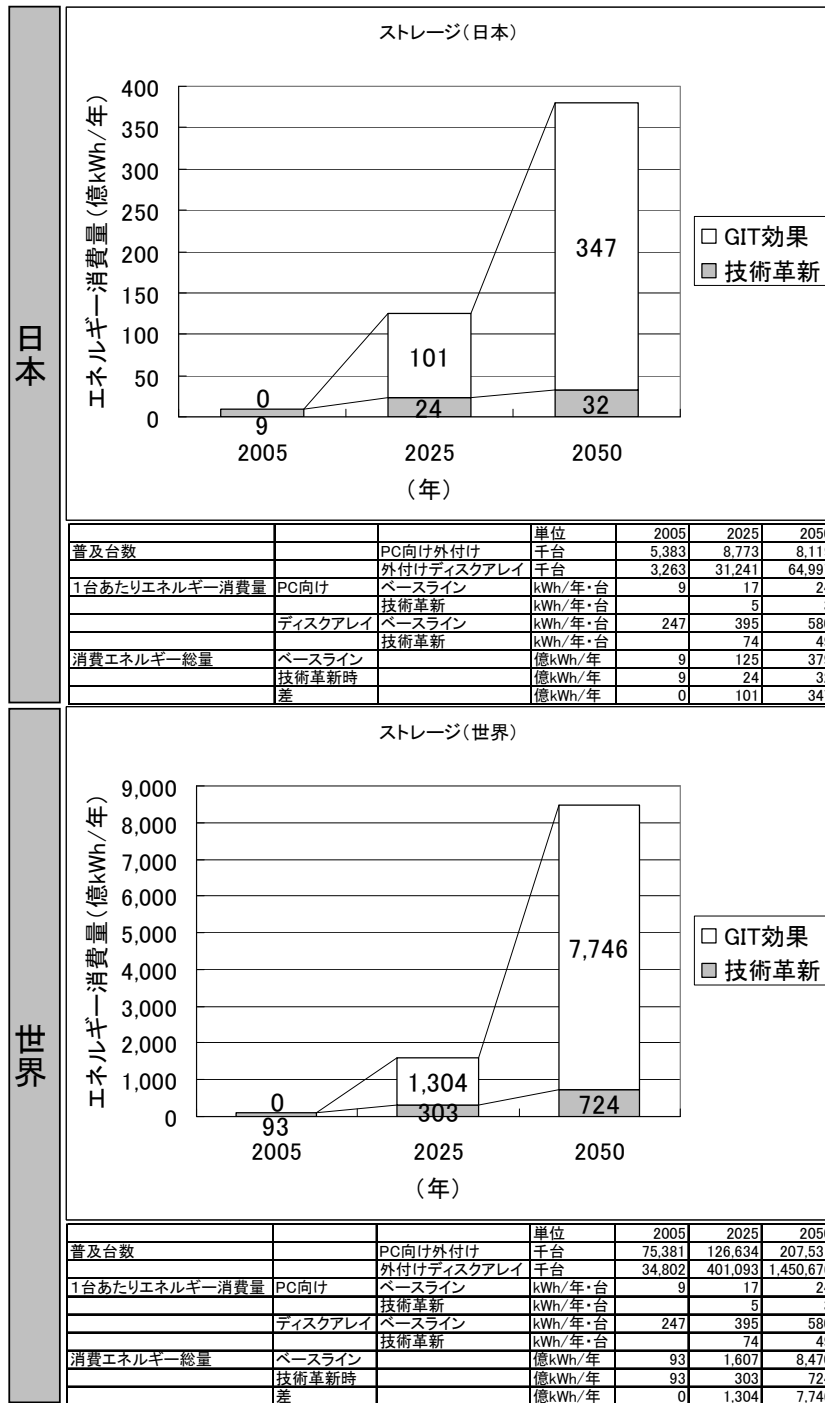 日本
ストレージ（日本）
エネルギー消費量（億kWh/年）
400
350
300
250
200
150
100
50
0
0
9
101
24
347
32
2005 2025 2050
（年）
GIT効果
技術革新
単位 2005 2025 2050
普及台数 PC向け外付け 千台 5,383 8,773
外付けディスクアレイ 千台 3,263 31,241
1台あたりエネルギー消費量 PC向け ベースライン kWh/年・台 9 17
技術革新 kWh/年・台 5
ディスクアレイ ベースライン kWh/年・台 247 395 580
技術革新 kWh/年・台 74
消費エネルギー総量 ベースライン 億kWh/年 9 125 379
技術革新時 億kWh/年 9 24 32
差 億kWh/年 0 101 347
世界
ストレージ（世界）
エネルギー消費量（億kWh/年）
9,000
8,000
7,000
6,000
5,000
4,000
3,000
2,000
1,000
0
0
93
1,304
303
7,746
724
2005 2025 2050
（年）
GIT効果
技術革新
単位 2005 2025 2050
普及台数 PC向け外付け 千台 75,381 126,634
外付けディスクアレイ 千台 34,802 401,093
1台あたりエネルギー消費量 PC向け ベースライン kWh/年・台 9 17
技術革新 kWh/年・台 5
ディスクアレイ ベースライン kWh/年・台 247 395 580
技術革新 kWh/年・台 74
消費エネルギー総量 ベースライン 億kWh/年 93 1,607 8,470
技術革新時 億kWh/年 93 303 724
差 億kWh/年 0 1,304 7,746